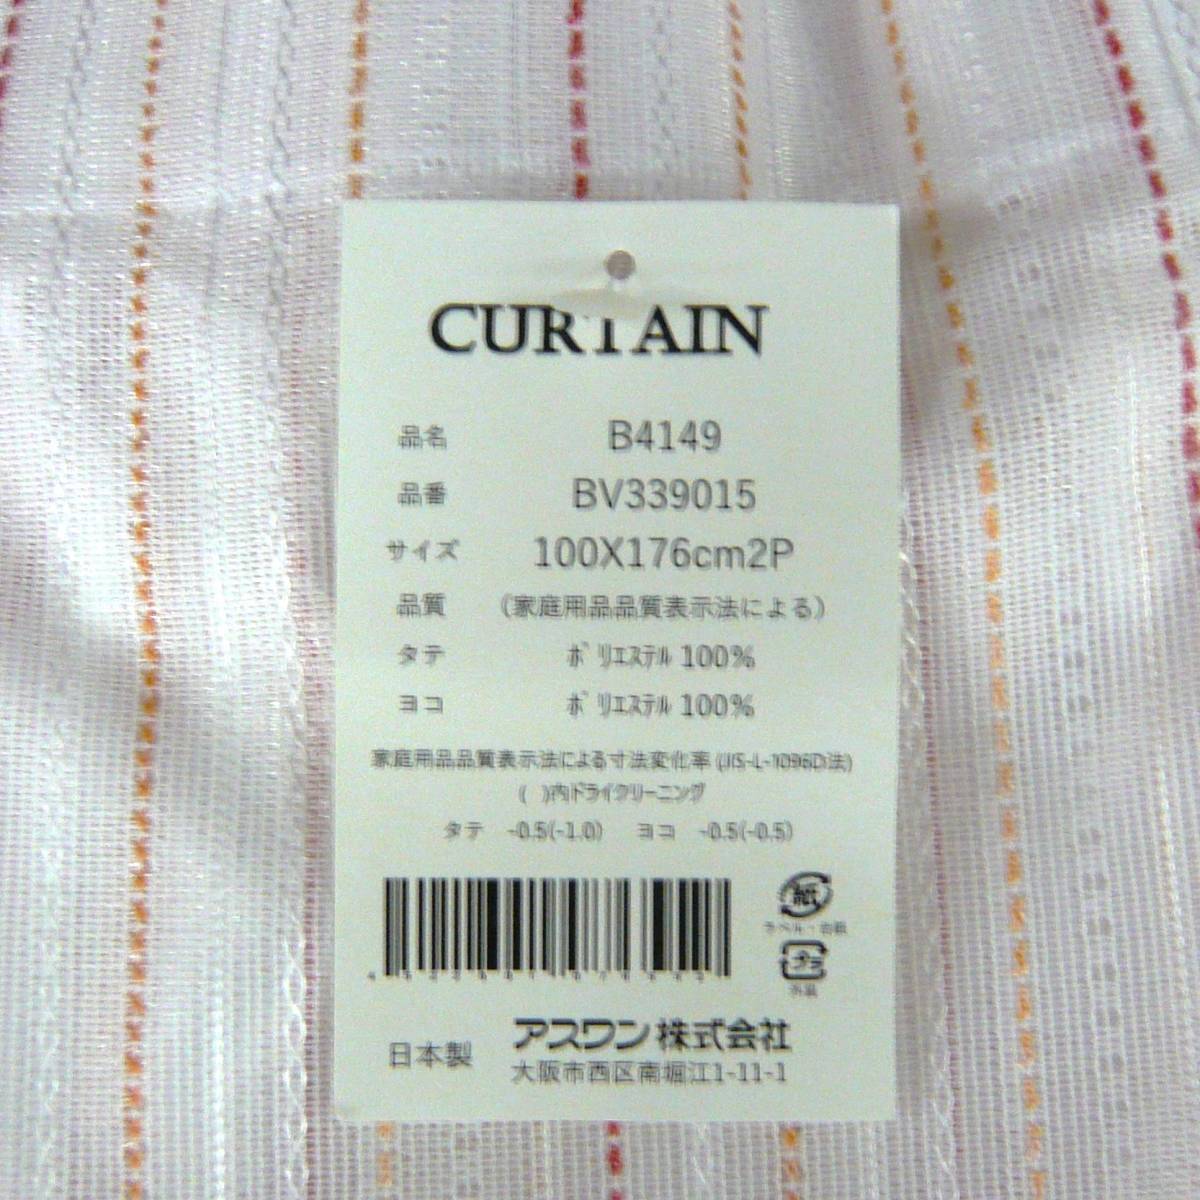 CURTAIN
品名 B4149
品番 BV339015
サイズ 100X176cm2P
品質 (家庭用品品質表示法による)
タテ ポリエステル 100%
ヨコ ポリエステル 100%
家庭用品品質表示法による寸法変化率 (JIS-L-1096D法)
( )内ドライクリーニング
タテ -0.5(-1.0) ヨコ -0.5(-0.5)
紙
ラベル・台紙
プラ
外装
アスワン株式会社
日本製 大阪市西区南堀江1-11-1